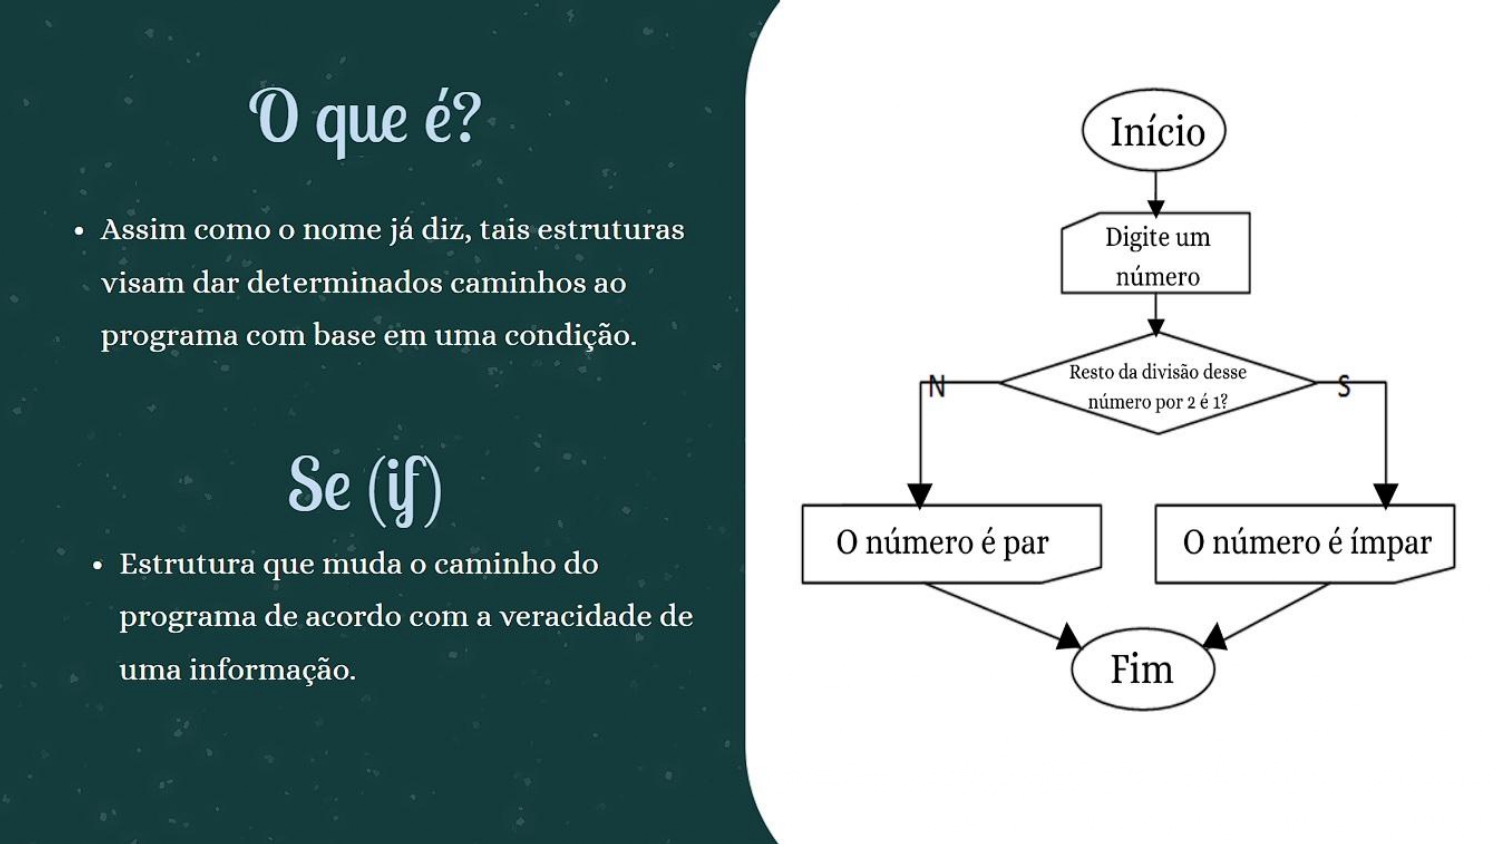 O que é?
• Assim como o nome já diz, tais estruturas
visam dar determinados caminhos ao
programa com base em uma condição.
Se (if)
• Estrutura que muda o caminho do
programa de acordo com a veracidade de
uma informação.
Início
Digite um
número
Resto da divisão desse
número por 2 é 1?
N
S
O número é par
O número é ímpar
Fim